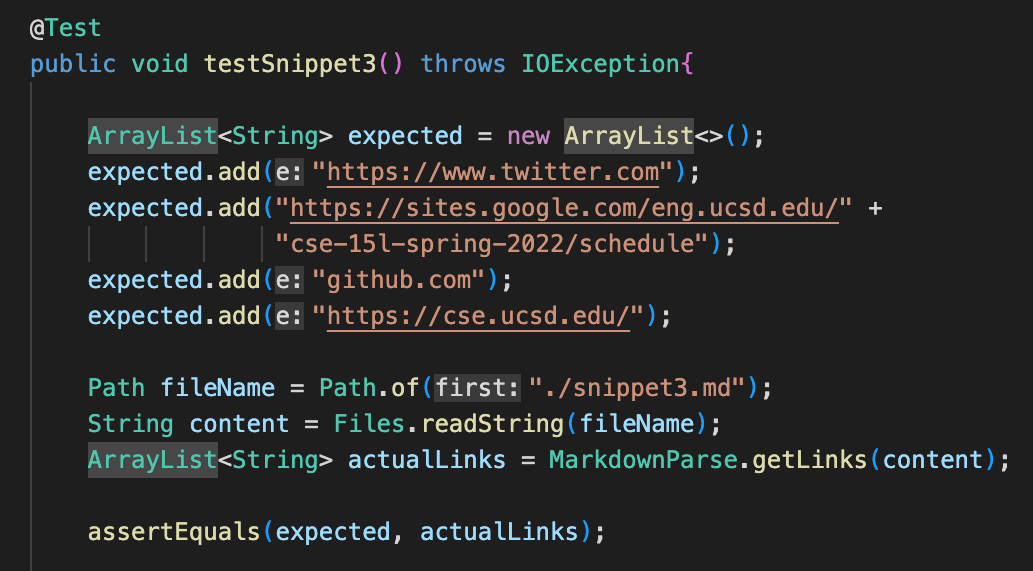 @Test
public void testSnippet3() throws IOException{
ArrayList<String> expected = new ArrayList<>();
expected.add(e: "https://www.twitter.com");
expected.add("https://sites.google.com/eng.ucsd.edu/" +
"cse-15l-spring-2022/schedule");
expected.add(e: "github.com");
expected.add(e: "https://cse.ucsd.edu/");
Path fileName = Path.of(first: "./snippet3.md");
String content = Files.readString(fileName);
ArrayList<String> actualLinks = MarkdownParse.getLinks(content);
assertEquals(expected, actualLinks);